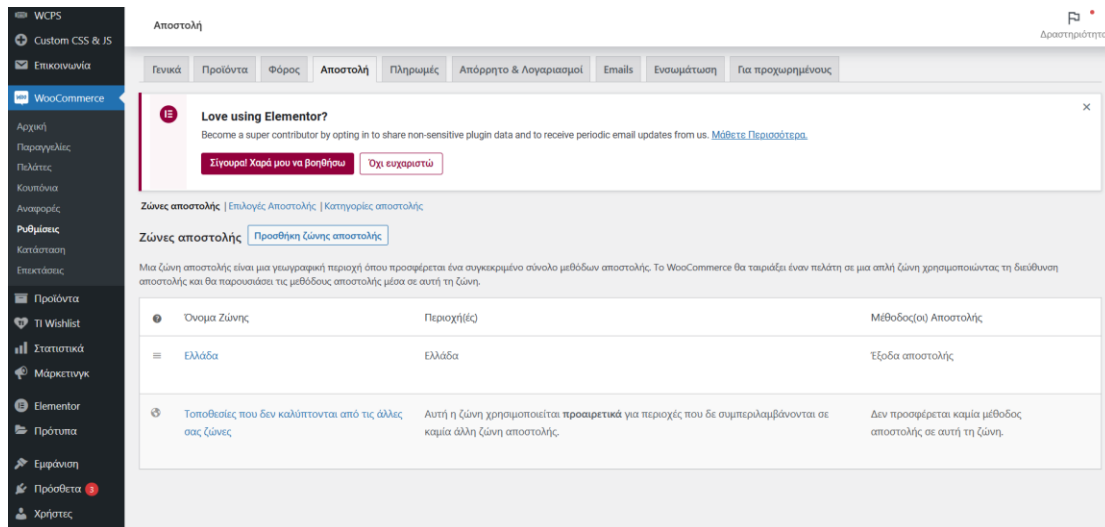 WCPS
Custom CSS & JS
Επικοινωνία
WooCommerce
Αρχική
Παραγγελίες
Πελάτες
Κουπόνια
Αναφορές
Ρυθμίσεις
Κατάσταση
Επεκτάσεις
Προϊόντα
TI Wishlist
Στατιστικά
Μάρκετινγκ
Elementor
Πρότυπα
Εμφάνιση
Πρόσθετα 3
Χρήστες
Αποστολή
Δραστηριότητα
Γενικά Προϊόντα Φόρος Αποστολή Πληρωμές Απόρρητο & Λογαριασμοί Emails Ενσωμάτωση Για προχωρημένους
Love using Elementor?
Become a super contributor by opting in to share non-sensitive plugin data and to receive periodic email updates from us. Μάθετε Περισσότερα.
Σίγουρα! Χαρά μου να βοηθήσω Όχι ευχαριστώ
Ζώνες αποστολής | Επιλογές Αποστολής | Κατηγορίες αποστολής
Ζώνες αποστολής Προσθήκη ζώνης αποστολής
Μια ζώνη αποστολής είναι μια γεωγραφική περιοχή όπου προσφέρεται ένα συγκεκριμένο σύνολο μεθόδων αποστολής. Το WooCommerce θα ταιριάξει έναν πελάτη σε μια απλή ζώνη χρησιμοποιώντας τη διεύθυνση
αποστολής και θα παρουσιάσει τις μεθόδους αποστολής μέσα σε αυτή τη ζώνη.
Όνομα Ζώνης Περιοχή(ές) Μέθοδος(οι) Αποστολής
Ελλάδα Ελλάδα Έξοδα αποστολής
Τοποθεσίες που δεν καλύπτονται από τις άλλες Αυτή η ζώνη χρησιμοποιείται προαιρετικά για περιοχές που δε συμπεριλαμβάνονται σε Δεν προσφέρεται καμία μέθοδος
σας ζώνες καμία άλλη ζώνη αποστολής. αποστολής σε αυτή τη ζώνη.